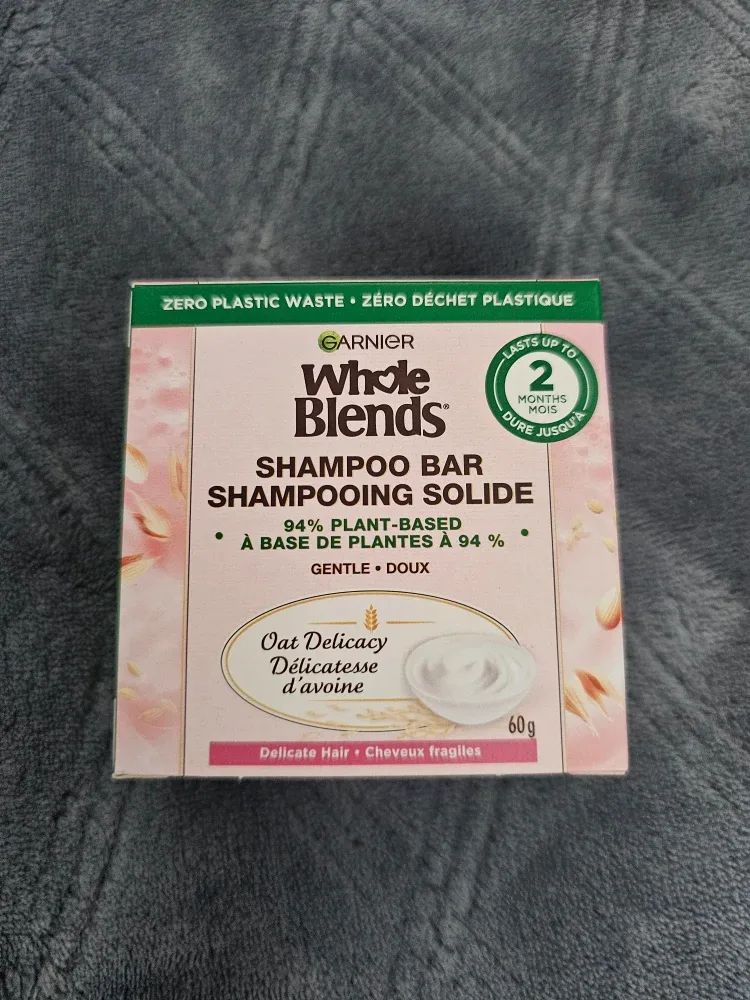 ZERO PLASTIC WASTE • ZÉRO DÉCHET PLASTIQUE
GARNIER
Whole
Blends®
LASTS UP TO
2
MONTHS
MOIS
DURE JUSQU'À
SHAMPOO BAR
SHAMPOOING SOLIDE
94% PLANT-BASED
• À BASE DE PLANTES À 94 % •
GENTLE • DOUX
Oat Delicacy
Délicatesse
d'avoine
60g
Delicate Hair • Cheveux fragiles